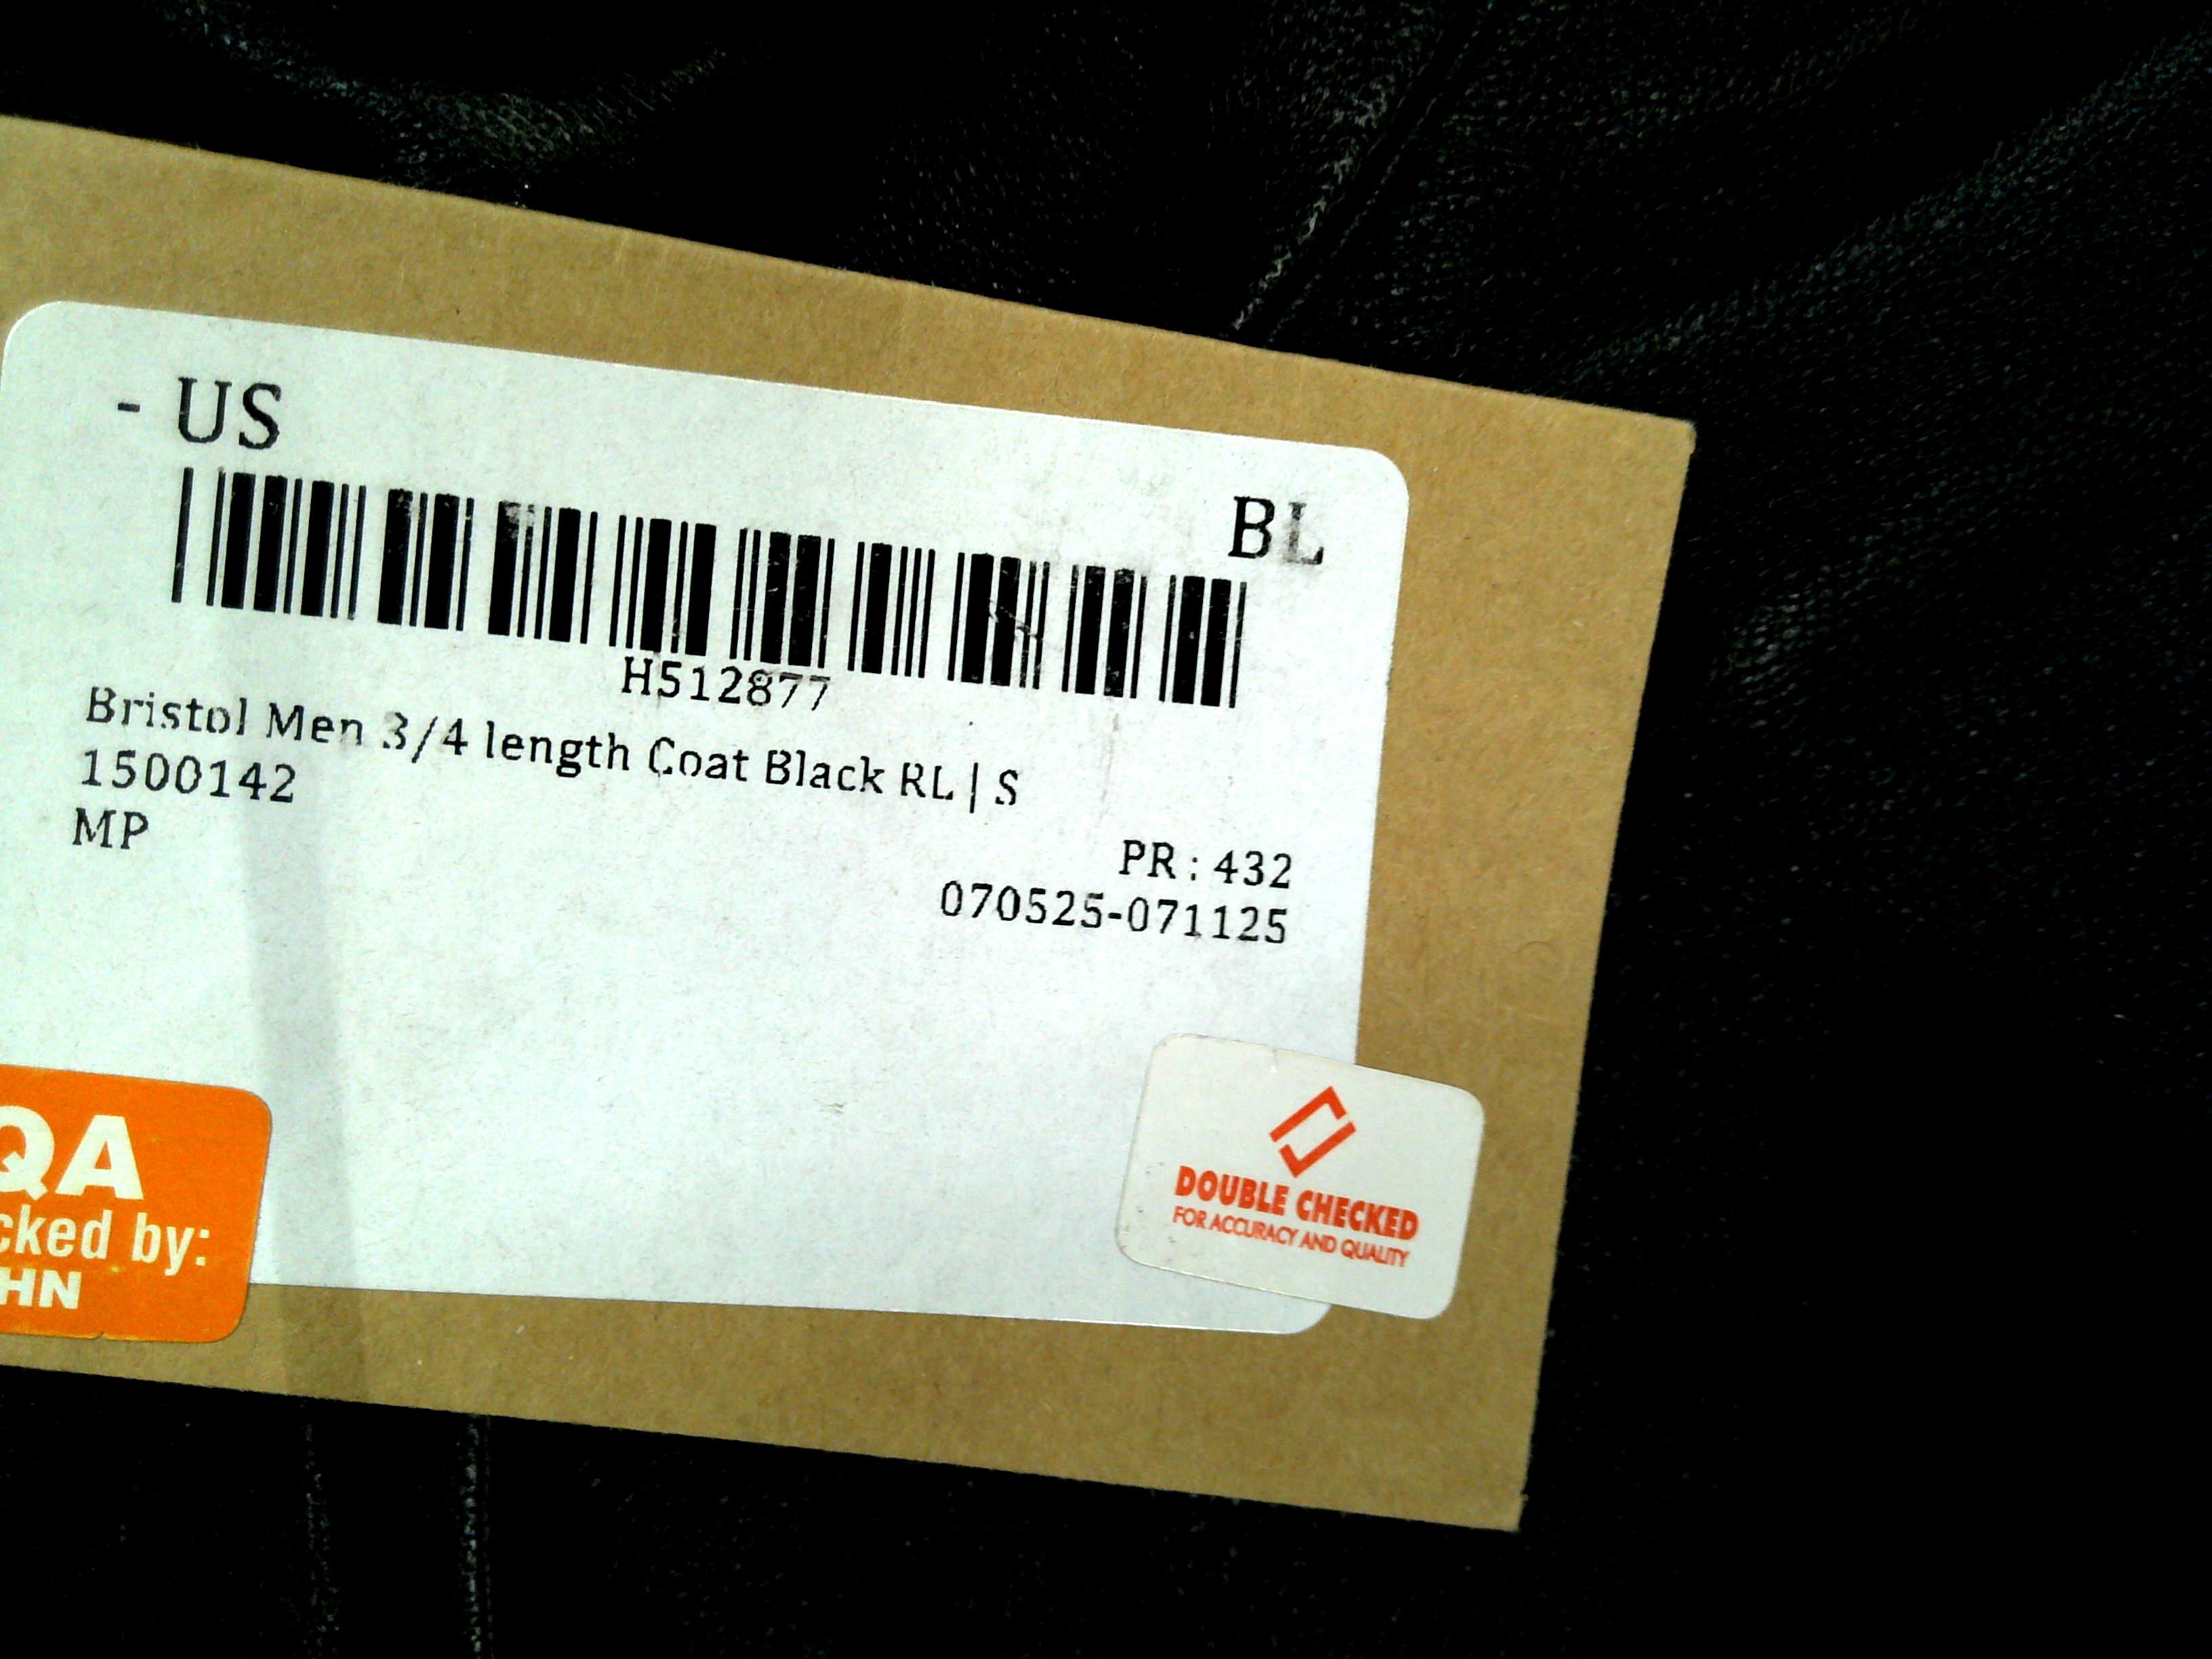 - US
BL
H512877
Bristol Men 3/4 length Coat Black RL | S
1500142
MP
PR : 432
070525-071125
QA
cked by:
HN
DOUBLE CHECKED
FOR ACCURACY AND QUALITY